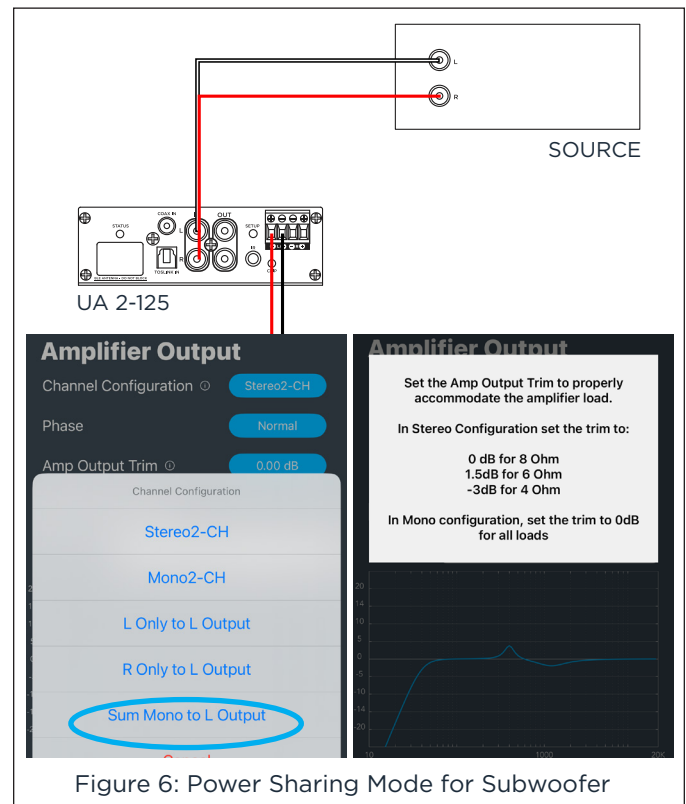 L
R
SOURCE
STATUS
COAX IN
OUT
SETUP
L
R
IR
TOSLINK IN
UA 2-125
Amplifier Output
Channel Configuration ⓘ Stereo2-CH
Phase Normal
Amp Output Trim ⓘ 0.00 dB
Channel Configuration
Stereo2-CH
Mono2-CH
L Only to L Output
R Only to L Output
Sum Mono to L Output
Amplifier Output
Set the Amp Output Trim to properly
accommodate the amplifier load.
In Stereo Configuration set the trim to:
0 dB for 8 Ohm
1.5dB for 6 Ohm
-3dB for 4 Ohm
In Mono configuration, set the trim to 0dB
for all loads
20
14
10
5
0
-5
-10
-14
-20
10 1000 20K
Figure 6: Power Sharing Mode for Subwoofer